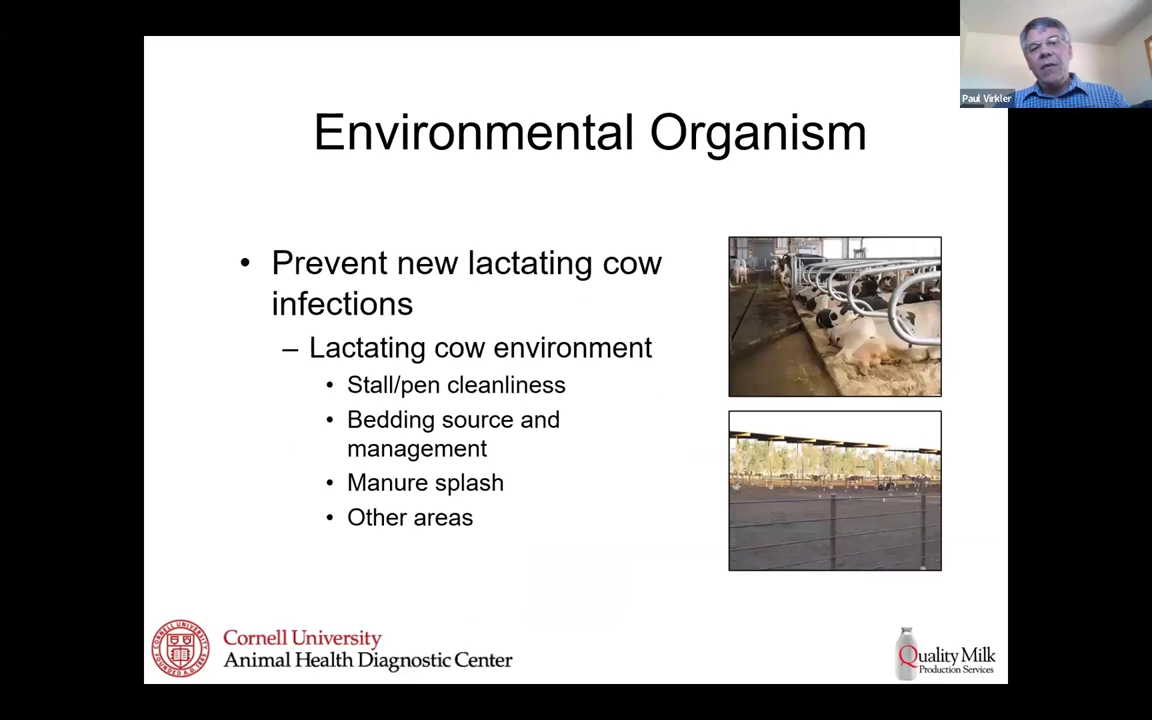 Paul Virkler
Environmental Organism
• Prevent new lactating cow
infections
– Lactating cow environment
• Stall/pen cleanliness
• Bedding source and
management
• Manure splash
• Other areas
Cornell University
Animal Health Diagnostic Center
Quality Milk
Production Services